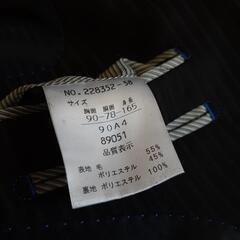 NO.228352-58
サイズ
胸囲 胴囲 身長
90-78-165
90A4
89051
品質表示
表地 毛 55%
ポリエステル 45%
裏地 ポリエステル 100%